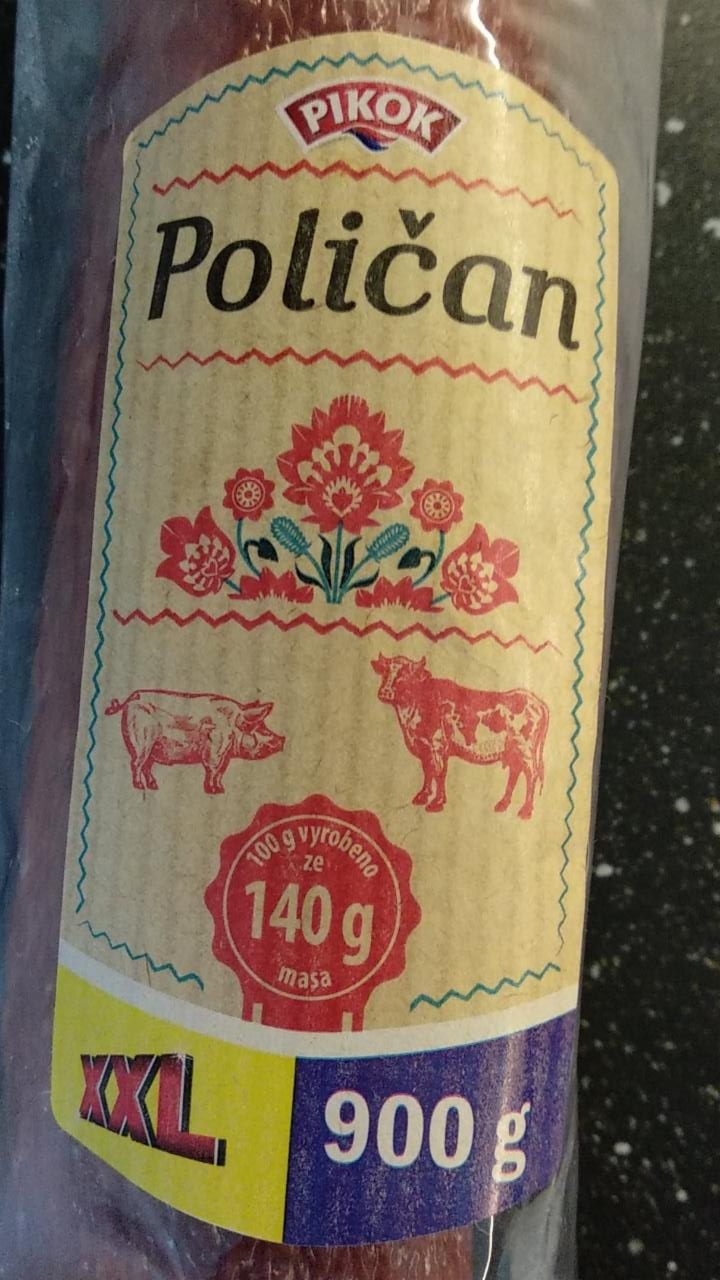 PIKOK
Poličan
100 g vyrobeno
ze
140 g
masa
XXL
900 g